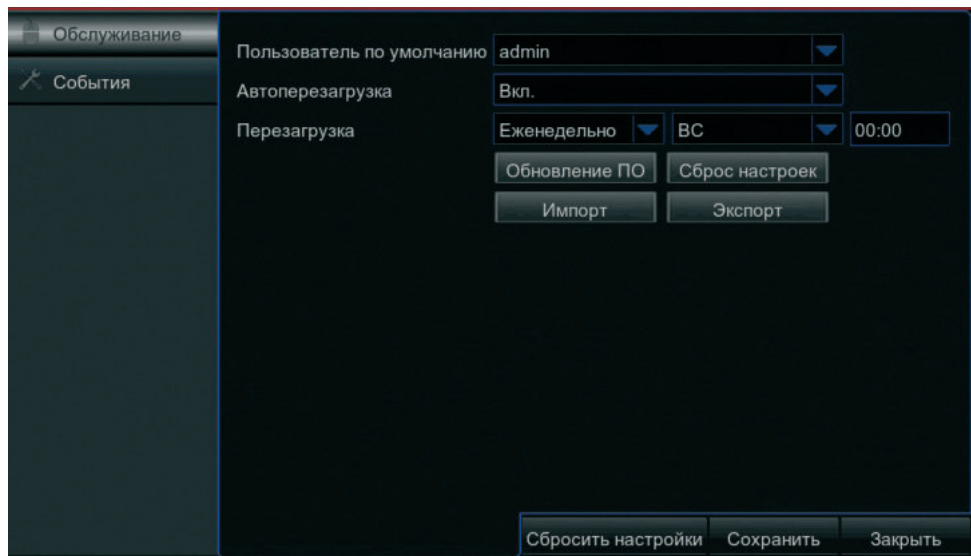 Обслуживание
События
Пользователь по умолчанию admin
Автоперезагрузка Вкл.
Перезагрузка Еженедельно ВС 00:00
Обновление ПО Сброс настроек
Импорт Экспорт
Сбросить настройки Сохранить Закрыть